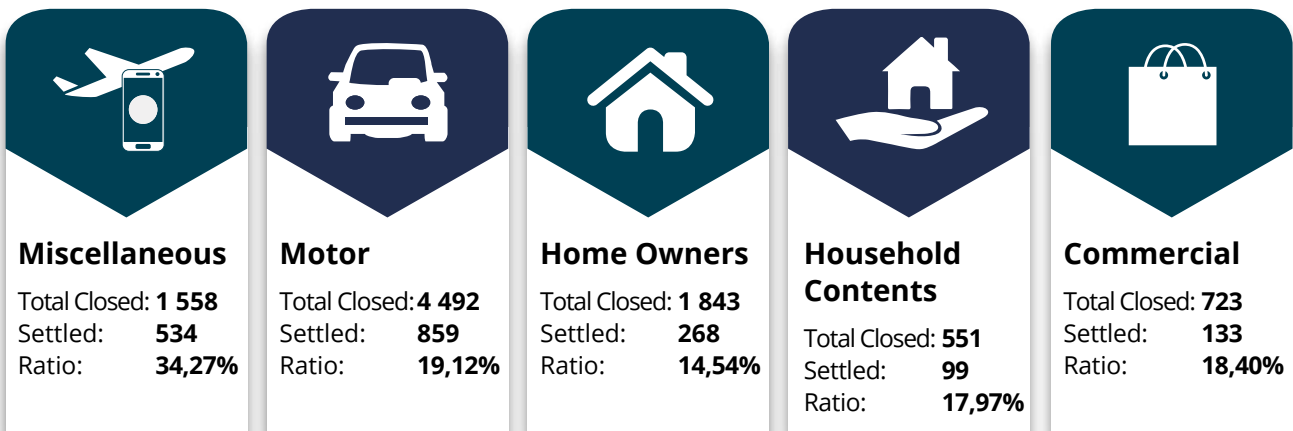 Miscellaneous
Total Closed: 1 558
Settled: 534
Ratio: 34,27%
Motor
Total Closed: 4 492
Settled: 859
Ratio: 19,12%
Home Owners
Total Closed: 1 843
Settled: 268
Ratio: 14,54%
Household
Contents
Total Closed: 551
Settled: 99
Ratio: 17,97%
Commercial
Total Closed: 723
Settled: 133
Ratio: 18,40%